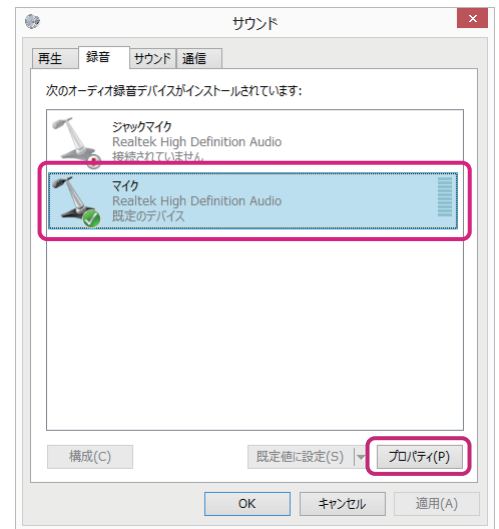 サウンド
再生 録音 サウンド 通信
次のオーディオ録音デバイスがインストールされています:
ジャックマイク
Realtek High Definition Audio
接続されていません
マイク
Realtek High Definition Audio
既定のデバイス
構成(C) 既定値に設定(S) プロパティ(P)
OK キャンセル 適用(A)